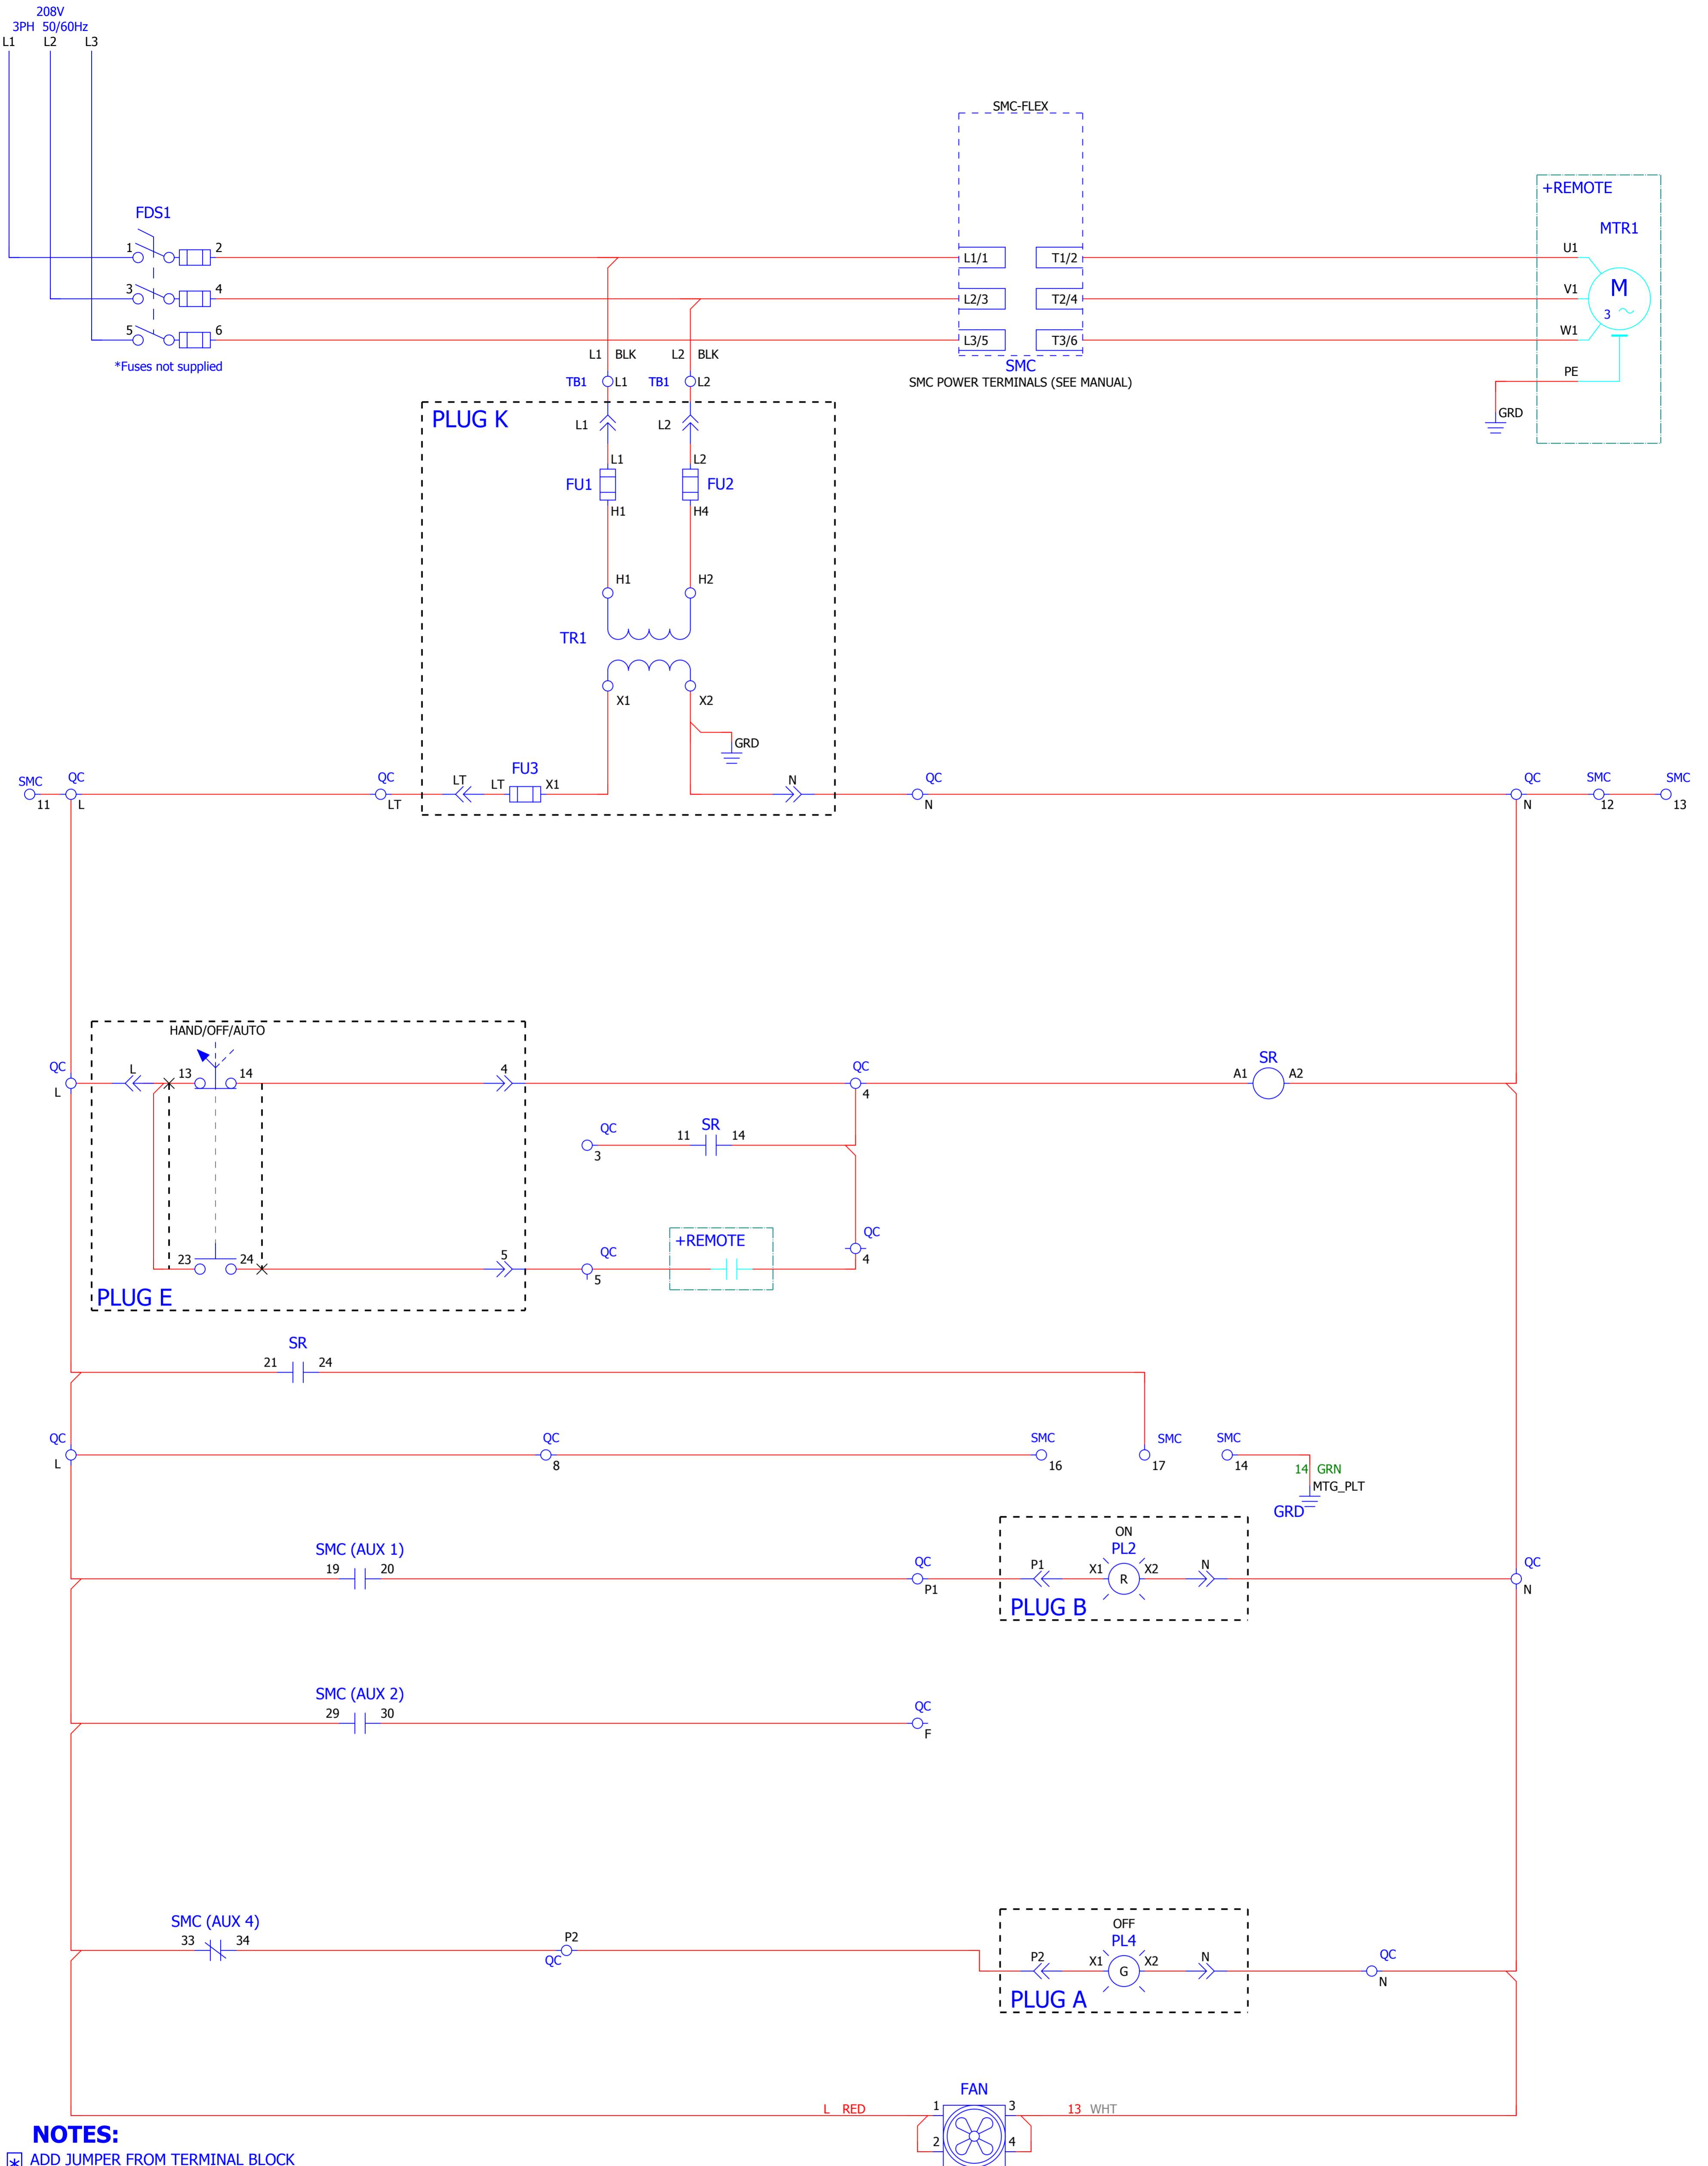 208V
3PH 50/60Hz
L1 L2 L3
SMC-FLEX
+REMOTE
FDS1
MTR1
1 2
L1/1 T1/2
U1
3 4
L2/3 T2/4
V1
M
3
5 6
L3/5 T3/6
W1
*Fuses not supplied
L1 BLK L2 BLK
SMC
PE
TB1 L1 TB1 L2
SMC POWER TERMINALS (SEE MANUAL)
GRD
PLUG K
L1 L2
L1 L2
FU1 FU2
H1 H4
H1 H2
TR1
X1 X2
GRD
SMC QC QC LT LT FU3 X1 N QC QC SMC SMC
11 L LT N N 12 13
HAND/OFF/AUTO
QC L 13 14 4 QC A1 SR A2
L 4
QC 11 SR 14
3
+REMOTE
QC
4
23 24 5 QC
5
PLUG E
SR
21 24
QC QC SMC SMC SMC
L 8 16 17 14
14 GRN
MTG_PLT
GRD
SMC (AUX 1)
19 20
ON
PL2
QC P1 X1 R X2 N QC
P1 N
PLUG B
SMC (AUX 2)
29 30 QC
F
SMC (AUX 4)
33 34 P2
QC
OFF
PL4
P2 X1 G X2 N QC
N
PLUG A
FAN
L RED 1 3 13 WHT
2 4
NOTES:
* ADD JUMPER FROM TERMINAL BLOCK